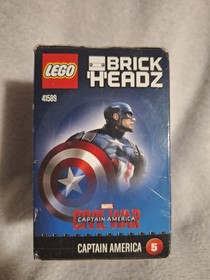 LEGO
BRICK
HEADZ
41589
MARVEL
CIVIL WAR
CAPTAIN AMERICA
CAPTAIN AMERICA 5